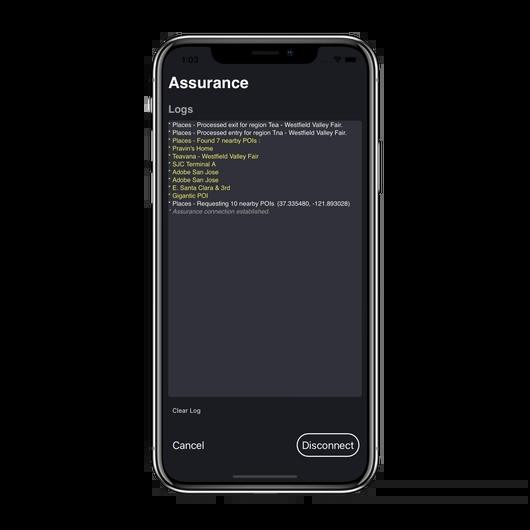 1:03
Assurance
Logs
* Places - Processed exit for region Tea - Westfield Valley Fair.
* Places - Processed entry for region Tna - Westfield Valley Fair.
* Places - Found 7 nearby POIs :
* Pravin's Home
* Teavana - Westfield Valley Fair
* SJC Terminal A
* Adobe San Jose
* Adobe San Jose
* E. Santa Clara & 3rd
* Gigantic POI
* Places - Requesting 10 nearby POIs. (37.335480, -121.893028)
* Assurance connection established.
Clear Log
Cancel
Disconnect